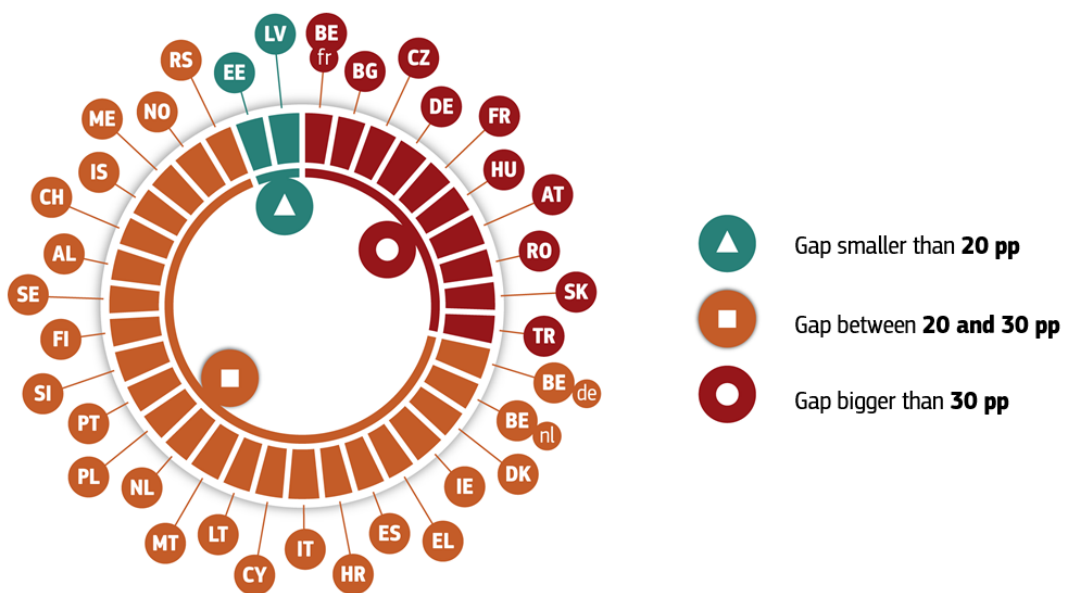 LV
BE
fr
BG
CZ
DE
FR
HU
AT
RO
SK
TR
BE
de
BE
nl
DK
IE
EL
ES
HR
IT
CY
LT
MT
NL
PL
PT
SI
FI
SE
AL
CH
IS
ME
NO
RS
EE
Gap smaller than 20 pp
Gap between 20 and 30 pp
Gap bigger than 30 pp